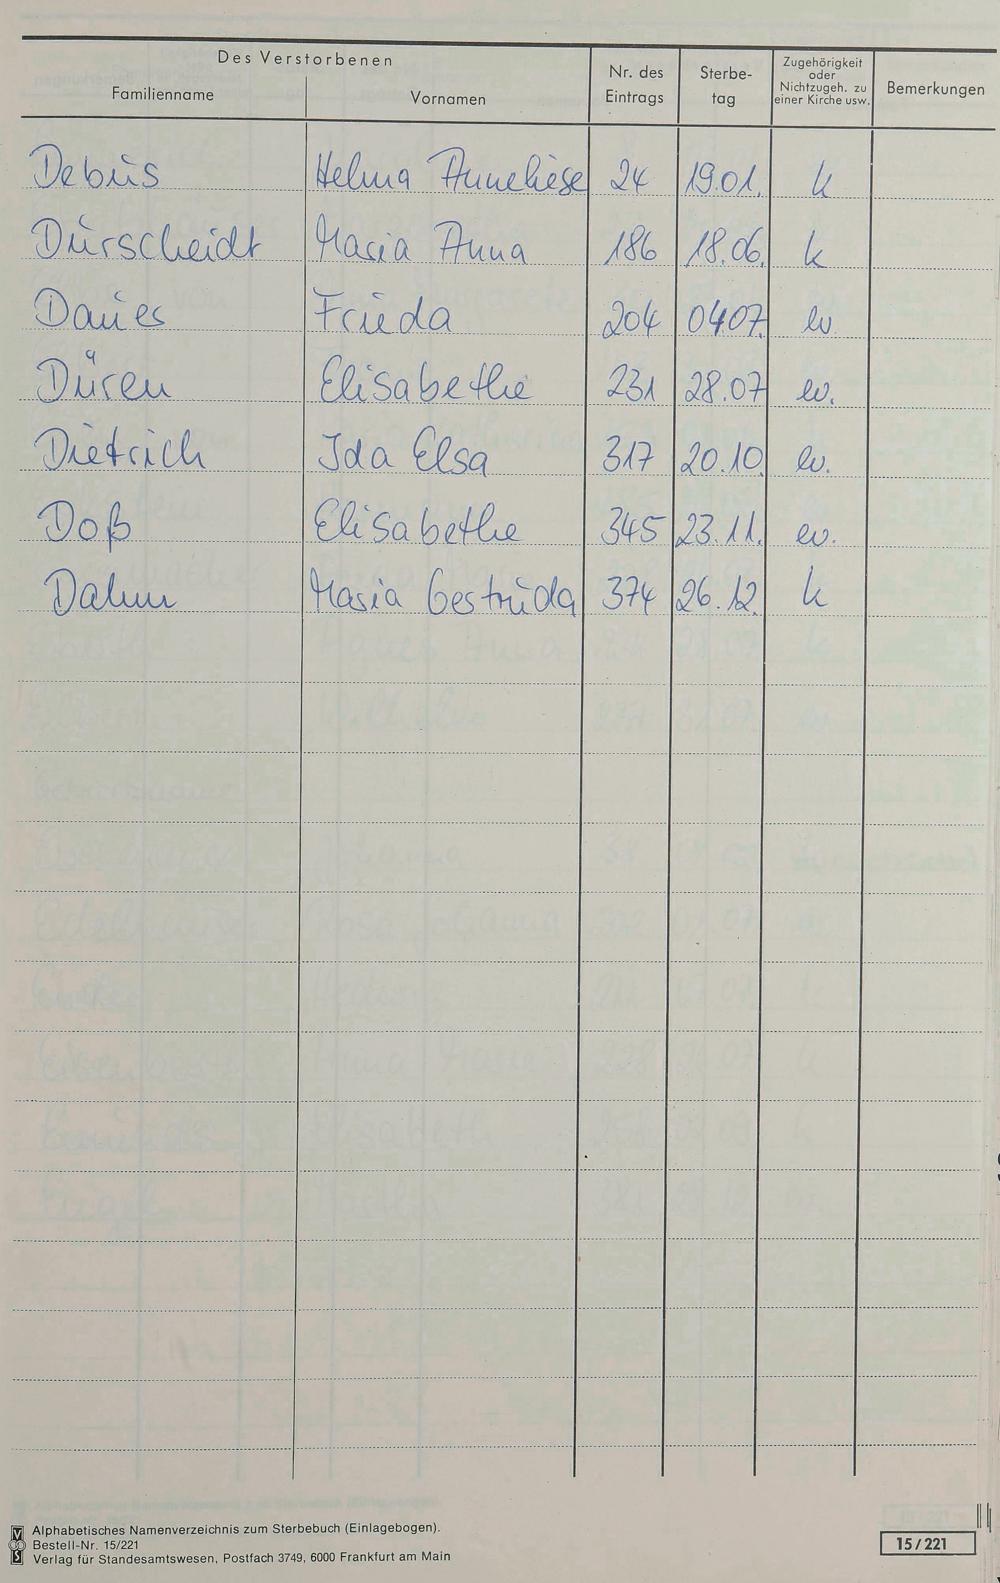 Des Verstorbenen
Familienname
Vornamen
Nr. des
Eintrags
Sterbe-
tag
Zugehörigkeit
oder
Nichtzugeh. zu
einer Kirche usw.
Bemerkungen
Debus Helma Anneliese 24 19.01. k
Dürscheidt Maria Anna 186 18.06. k
Daues Frieda 204 04.07. ev
Düren Elisabethe 231 28.07 ev.
Dietrich Ida Elsa 317 20.10. ev.
Doß Elisabethe 345 23.11. ev.
Dahm Maria Gertruda 374 26.12. k
Alphabetisches Namenverzeichnis zum Sterbebuch (Einlagebogen).
Bestell-Nr. 15/221
Verlag für Standesamtswesen, Postfach 3749, 6000 Frankfurt am Main
15/221